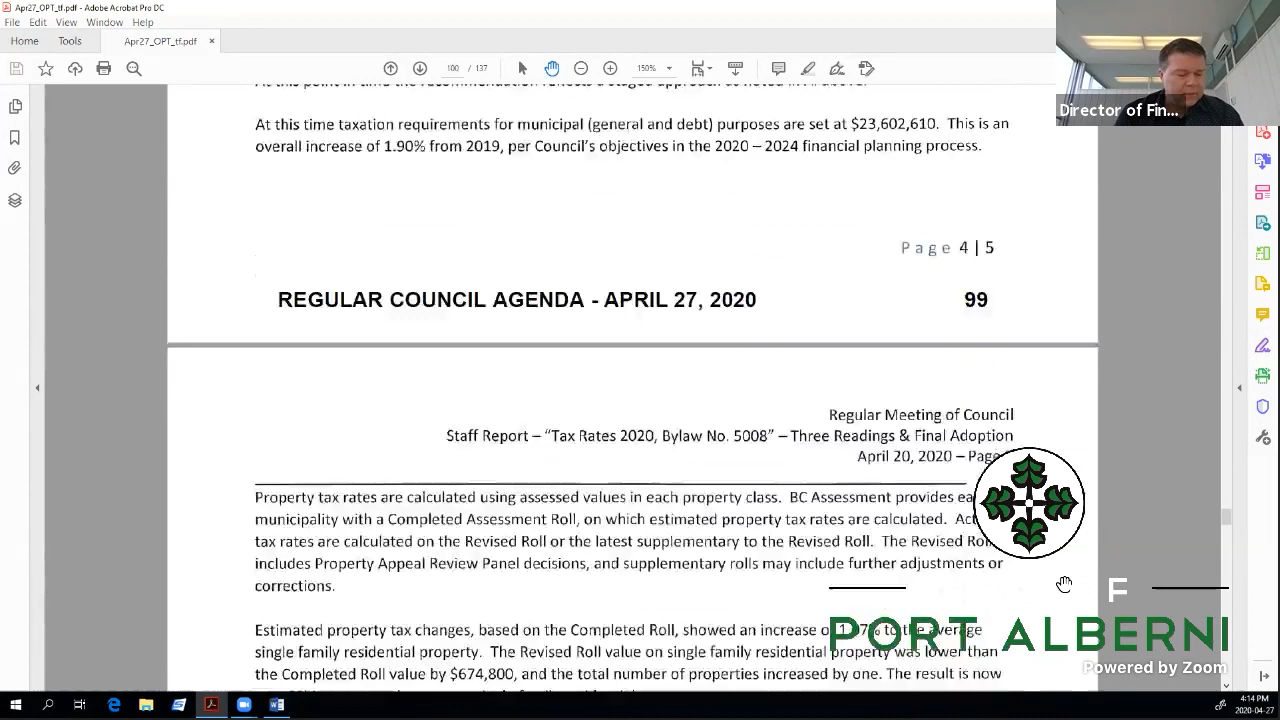 Apr27_OPT_tf.pdf - Adobe Acrobat Pro DC
File Edit View Window Help
Home Tools Apr27_OPT_tf.pdf ×
100 / 137 150%
Director of Fin...
At this time taxation requirements for municipal (general and debt) purposes are set at $23,602,610. This is an
overall increase of 1.90% from 2019, per Council's objectives in the 2020 – 2024 financial planning process.
Page 4 | 5
REGULAR COUNCIL AGENDA - APRIL 27, 2020 99
Regular Meeting of Council
Staff Report – "Tax Rates 2020, Bylaw No. 5008" – Three Readings & Final Adoption
April 20, 2020 – Page
Property tax rates are calculated using assessed values in each property class. BC Assessment provides ea
municipality with a Completed Assessment Roll, on which estimated property tax rates are calculated. Act
tax rates are calculated on the Revised Roll or the latest supplementary to the Revised Roll. The Revised Roll
includes Property Appeal Review Panel decisions, and supplementary rolls may include further adjustments or
corrections.
F
Estimated property tax changes, based on the Completed Roll, showed an increase of to the average
PORT ALBERNI
single family residential property. The Revised Roll value on single family residential property was lower than
Powered by Zoom
the Completed Roll value by $674,800, and the total number of properties increased by one. The result is now
4:14 PM
2020-04-27